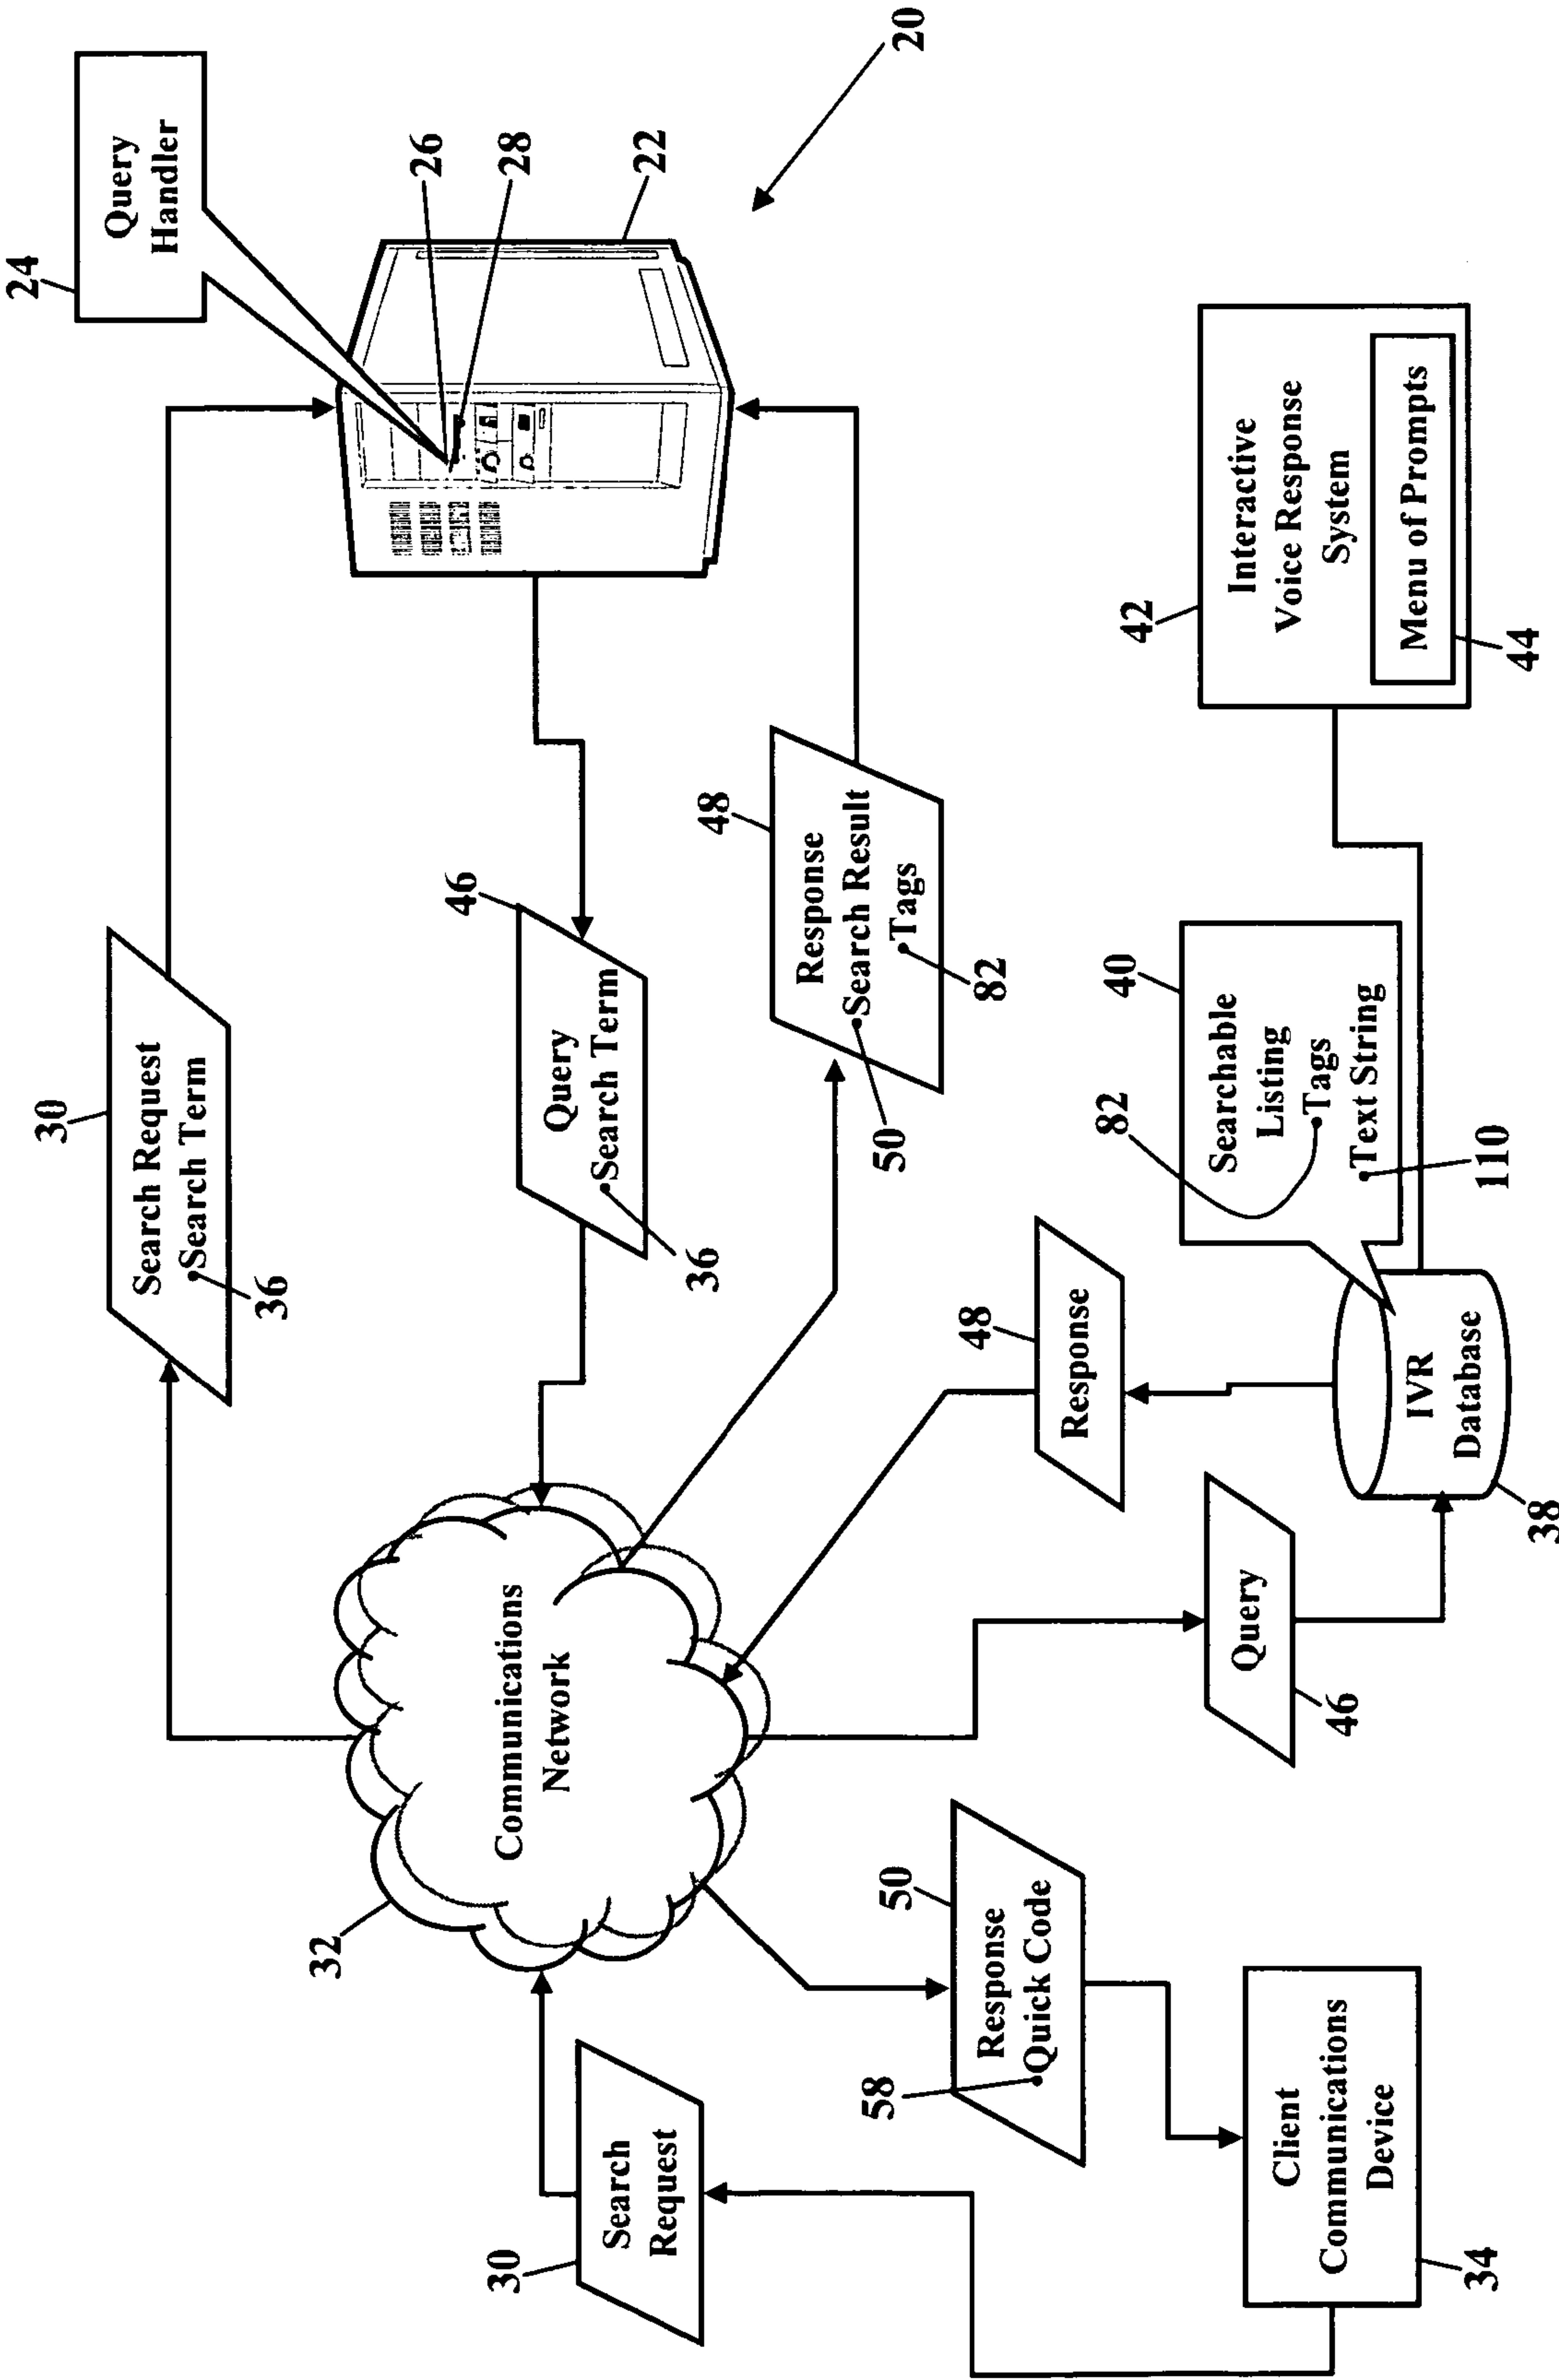 24
Query
Handler
30
Search Request
Search Term
36
26
28
22
20
46
Query
Search Term
36
48
Response
Search Result
Tags
50
82
32
Communications
Network
30
Search
Request
50
Response
Quick Code
58
48
Response
Query
46
40
Searchable
Listing
Tags
Text String
82
110
42
Interactive
Voice Response
System
Menu of Prompts
44
IVR
Database
38
Client
Communications
Device
34